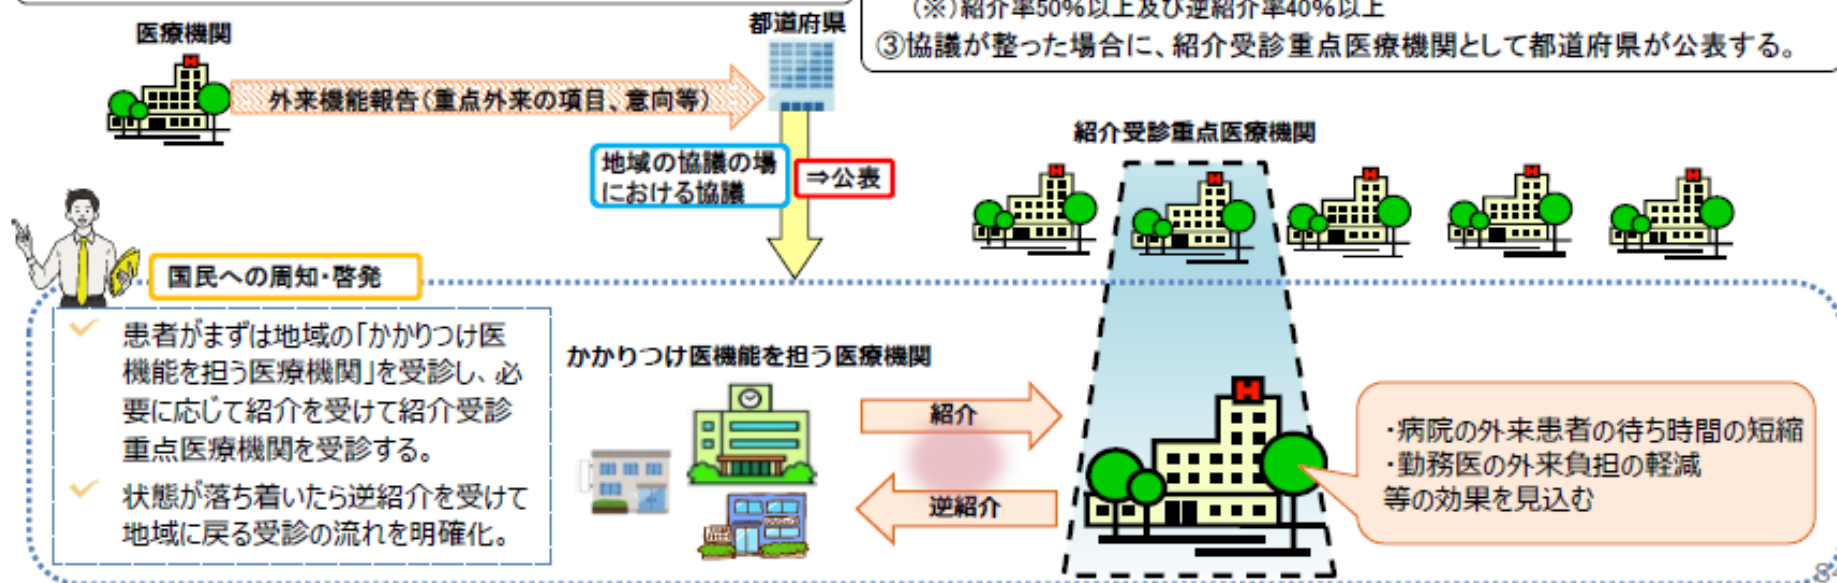 (※)紹介率50%以上及び逆紹介率40%以上
③協議が整った場合に、紹介受診重点医療機関として都道府県が公表する。
医療機関
都道府県
外来機能報告(重点外来の項目、意向等)
地域の協議の場
における協議
⇒公表
紹介受診重点医療機関
国民への周知・啓発
患者がまずは地域の「かかりつけ医
機能を担う医療機関」を受診し、必
要に応じて紹介を受けて紹介受診
重点医療機関を受診する。
状態が落ち着いたら逆紹介を受けて
地域に戻る受診の流れを明確化。
かかりつけ医機能を担う医療機関
紹介
逆紹介
・病院の外来患者の待ち時間の短縮
・勤務医の外来負担の軽減
等の効果を見込む